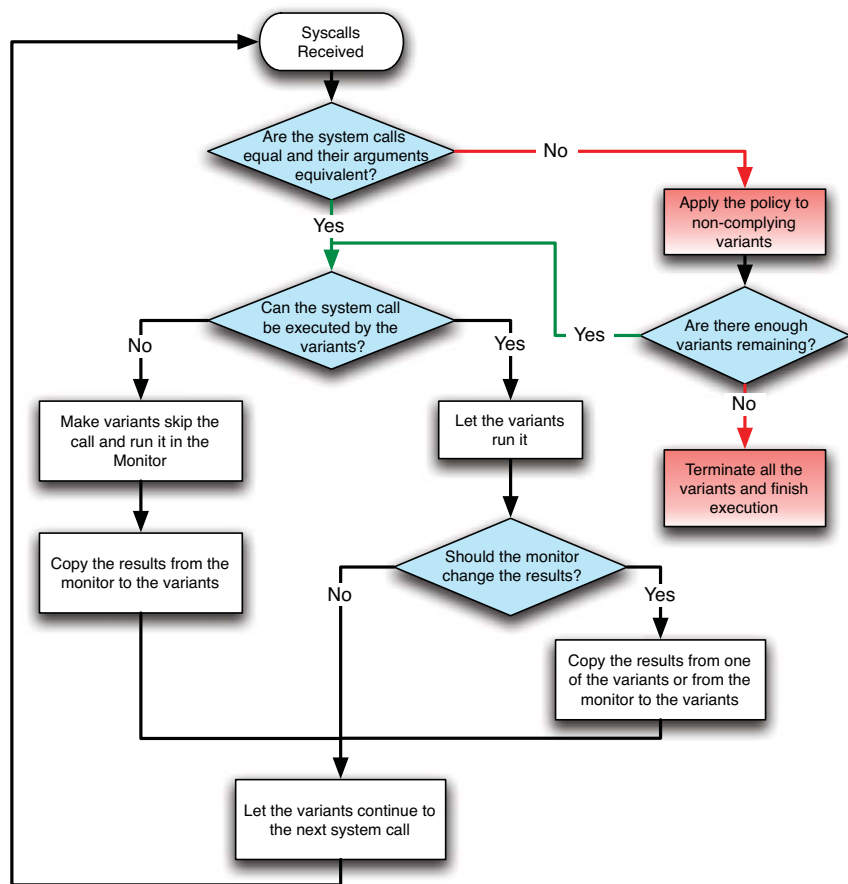 Syscalls
Received
Are the system calls
equal and their arguments
equivalent?
No
Yes
Apply the policy to
non-complying
variants
Can the system call
be executed by the
variants?
No
Yes
Yes
Are there enough
variants remaining?
No
Make variants skip the
call and run it in the
Monitor
Let the variants
run it
Terminate all the
variants and finish
execution
Copy the results from the
monitor to the variants
Should the monitor
change the results?
No
Yes
Copy the results from one
of the variants or from the
monitor to the variants
Let the variants continue to
the next system call